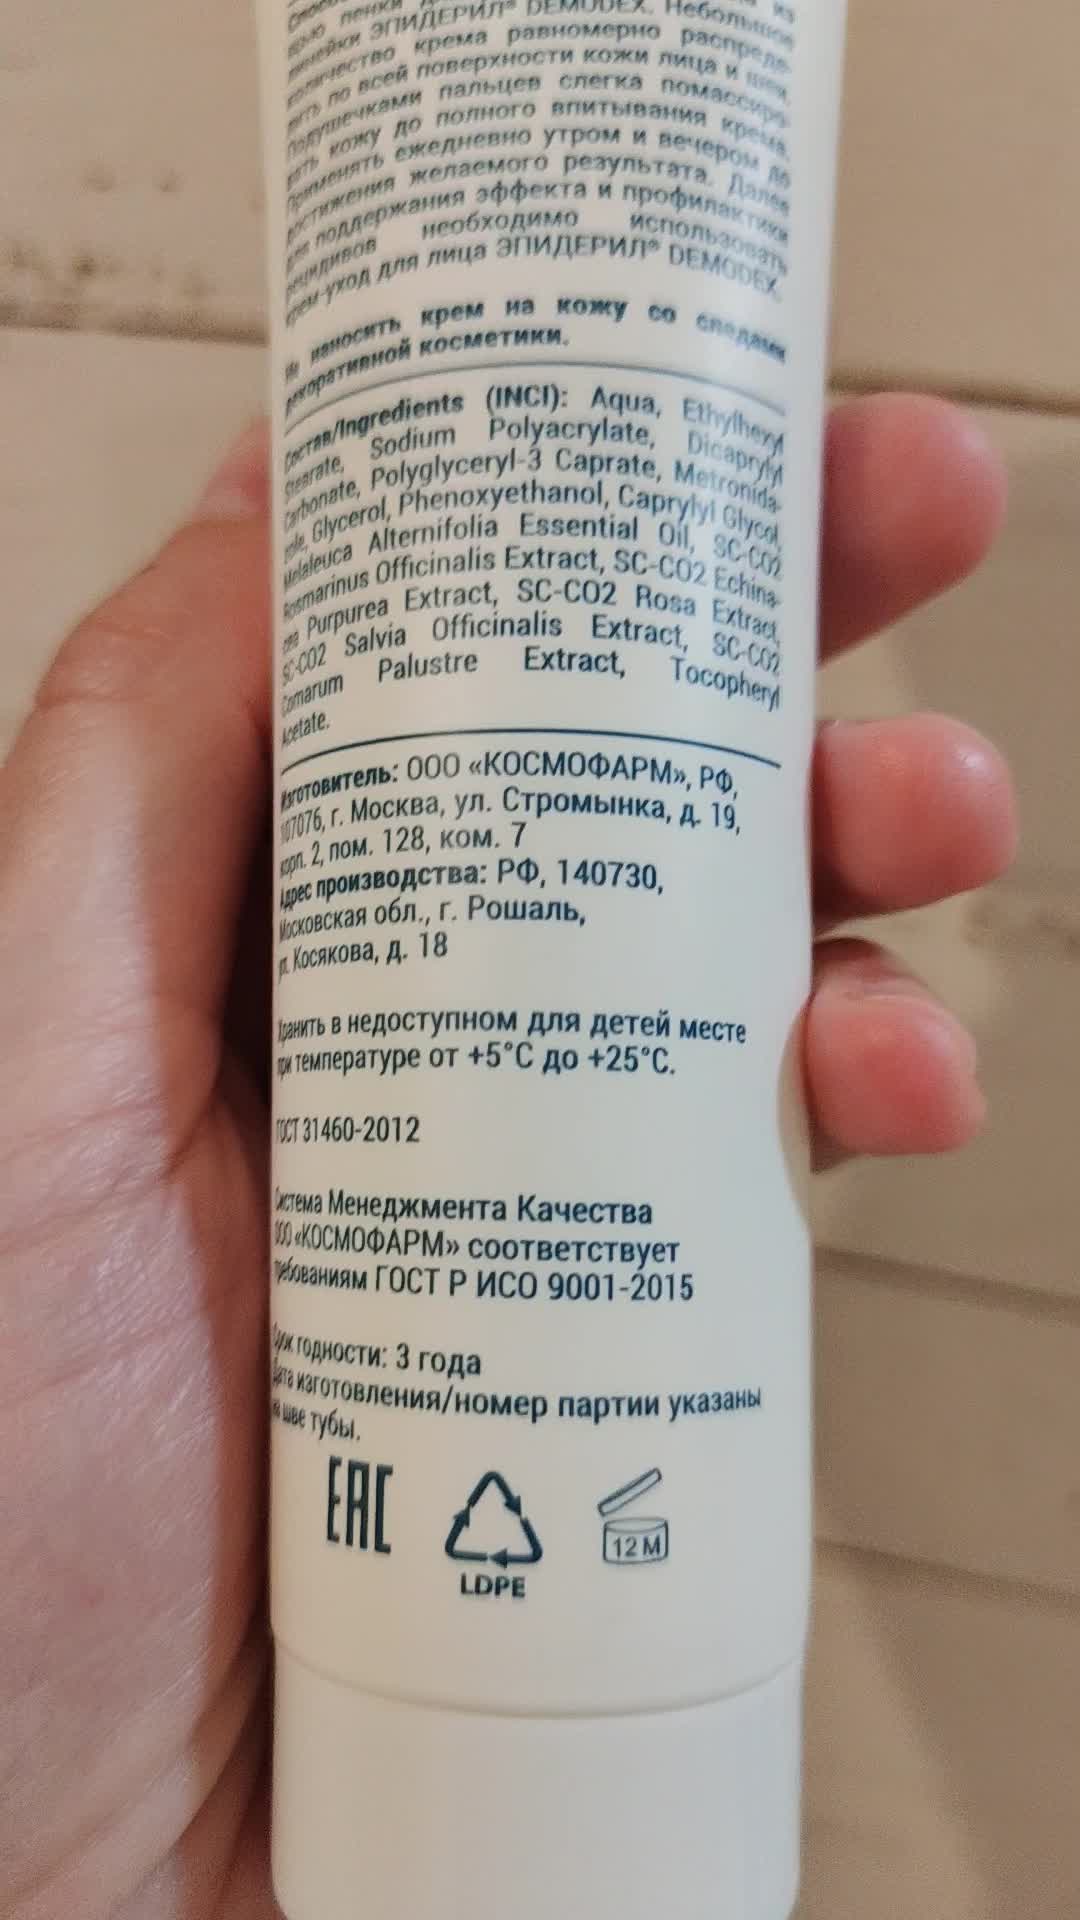 щью пенки
линейки ЭПИДЕРИЛ® DEMODEX. Небольшое
количество крема равномерно распреде-
лить по всей поверхности кожи лица и шеи,
подушечками пальцев слегка помассиро-
вать кожу до полного впитывания крема.
Применять ежедневно утром и вечером до
достижения желаемого результата. Далее
для поддержания эффекта и профилактики
рецидивов необходимо использовать
крем-уход для лица ЭПИДЕРИЛ® DEMODEX.
Не наносить крем на кожу со следами
декоративной косметики.
Состав/Ingredients (INCI): Aqua, Ethylhexyl
Stearate, Sodium Polyacrylate, Dicaprylyl
Carbonate, Polyglyceryl-3 Caprate, Metronida-
zole, Glycerol, Phenoxyethanol, Caprylyl Glycol,
Melaleuca Alternifolia Essential Oil, SC-CO2
Rosmarinus Officinalis Extract, SC-CO2 Echina-
cea Purpurea Extract, SC-CO2 Rosa Extract,
SC-CO2 Salvia Officinalis Extract, SC-CO2
Comarum Palustre Extract, Tocopheryl
Acetate.
Изготовитель: ООО «КОСМОФАРМ», РФ,
107076, г. Москва, ул. Стромынка, д. 19,
корп. 2, пом. 128, ком. 7
Адрес производства: РФ, 140730,
Московская обл., г. Рошаль,
ул. Косякова, д. 18
Хранить в недоступном для детей месте
при температуре от +5°С до +25°С.
ГОСТ 31460-2012
Система Менеджмента Качества
ООО «КОСМОФАРМ» соответствует
требованиям ГОСТ Р ИСО 9001-2015
Срок годности: 3 года
Дата изготовления/номер партии указаны
на шве тубы.
EAC
LDPE
12 M